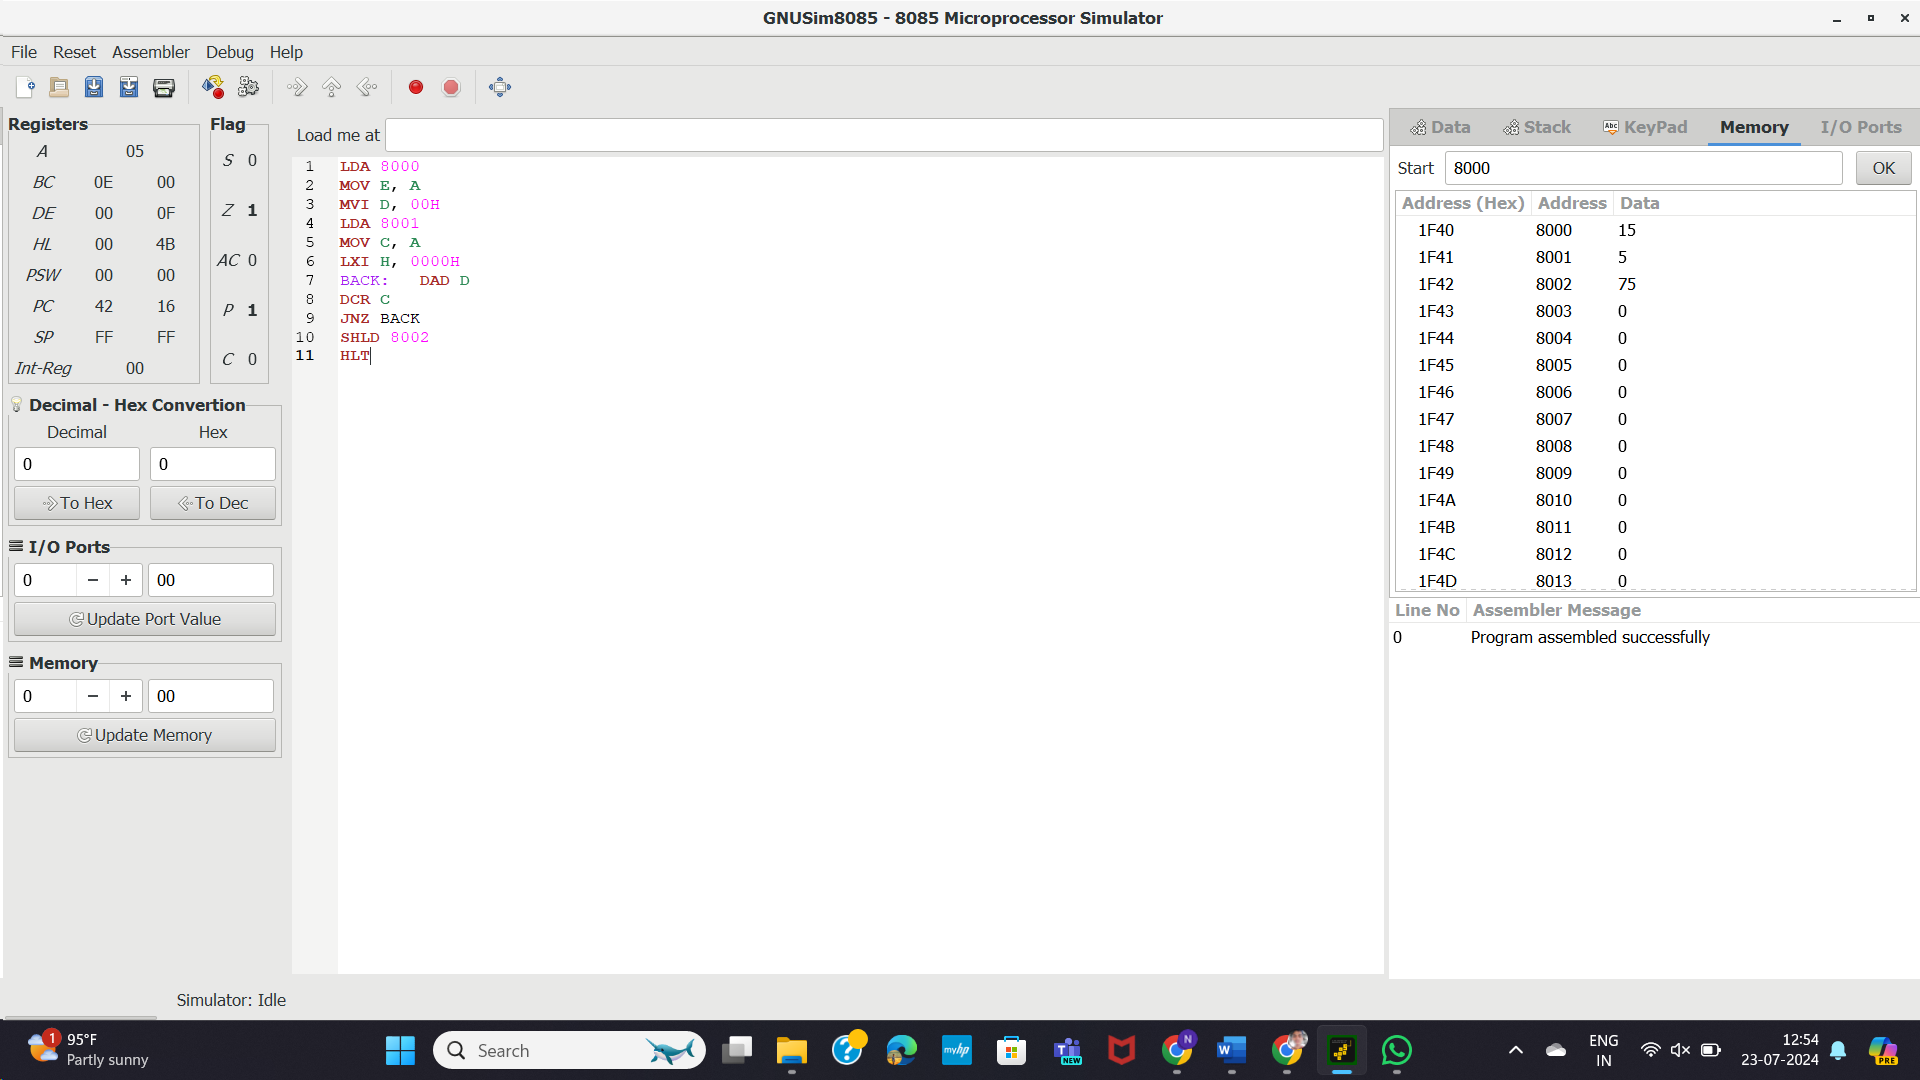 GNUSim8085 - 8085 Microprocessor Simulator
File Reset Assembler Debug Help
Registers
A 05
BC 0E 00
DE 00 0F
HL 00 4B
PSW 00 00
PC 42 16
SP FF FF
Int-Reg 00
Flag
S 0
Z 1
AC 0
P 1
C 0
Decimal - Hex Convertion
Decimal Hex
0 0
To Hex To Dec
I/O Ports
0 − + 00
Update Port Value
Memory
0 − + 00
Update Memory
Load me at
1 LDA 8000
2 MOV E, A
3 MVI D, 00H
4 LDA 8001
5 MOV C, A
6 LXI H, 0000H
7 BACK: DAD D
8 DCR C
9 JNZ BACK
10 SHLD 8002
11 HLT
Data Stack Abc KeyPad Memory I/O Ports
Start 8000 OK
Address (Hex) Address Data
1F40 8000 15
1F41 8001 5
1F42 8002 75
1F43 8003 0
1F44 8004 0
1F45 8005 0
1F46 8006 0
1F47 8007 0
1F48 8008 0
1F49 8009 0
1F4A 8010 0
1F4B 8011 0
1F4C 8012 0
1F4D 8013 0
Line No Assembler Message
0 Program assembled successfully
Simulator: Idle
1 95°F
Partly sunny
Search
myhp
NEW
N
W
ENG
IN
12:54
23-07-2024
PRE